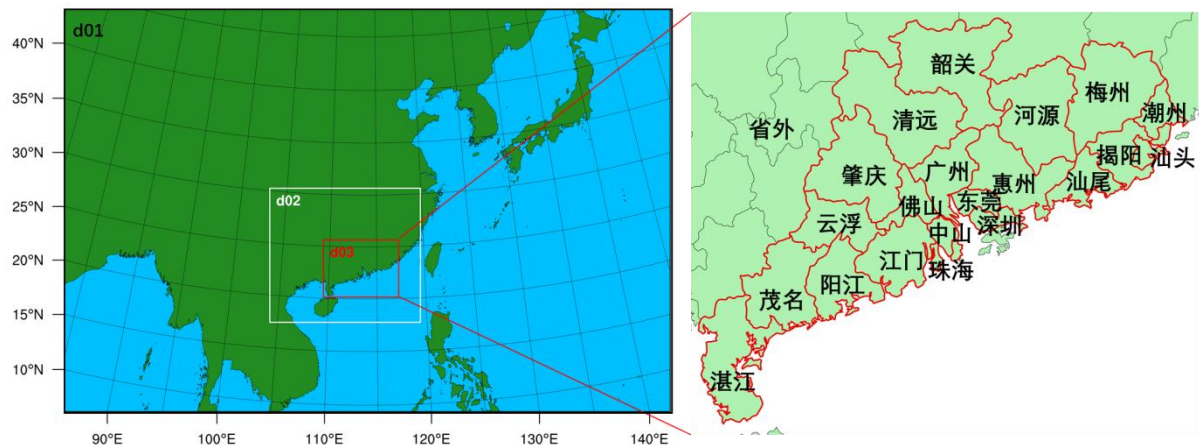 d01
40°N
35°N
30°N
25°N
20°N
15°N
10°N
d02
d03
90°E
100°E
110°E
120°E
130°E
140°E
韶关
梅州
河源
潮州
清远
省外
揭阳
汕头
广州
肇庆
惠州
汕尾
佛山
东莞
云浮
深圳
中山
江门
珠海
阳江
茂名
湛江